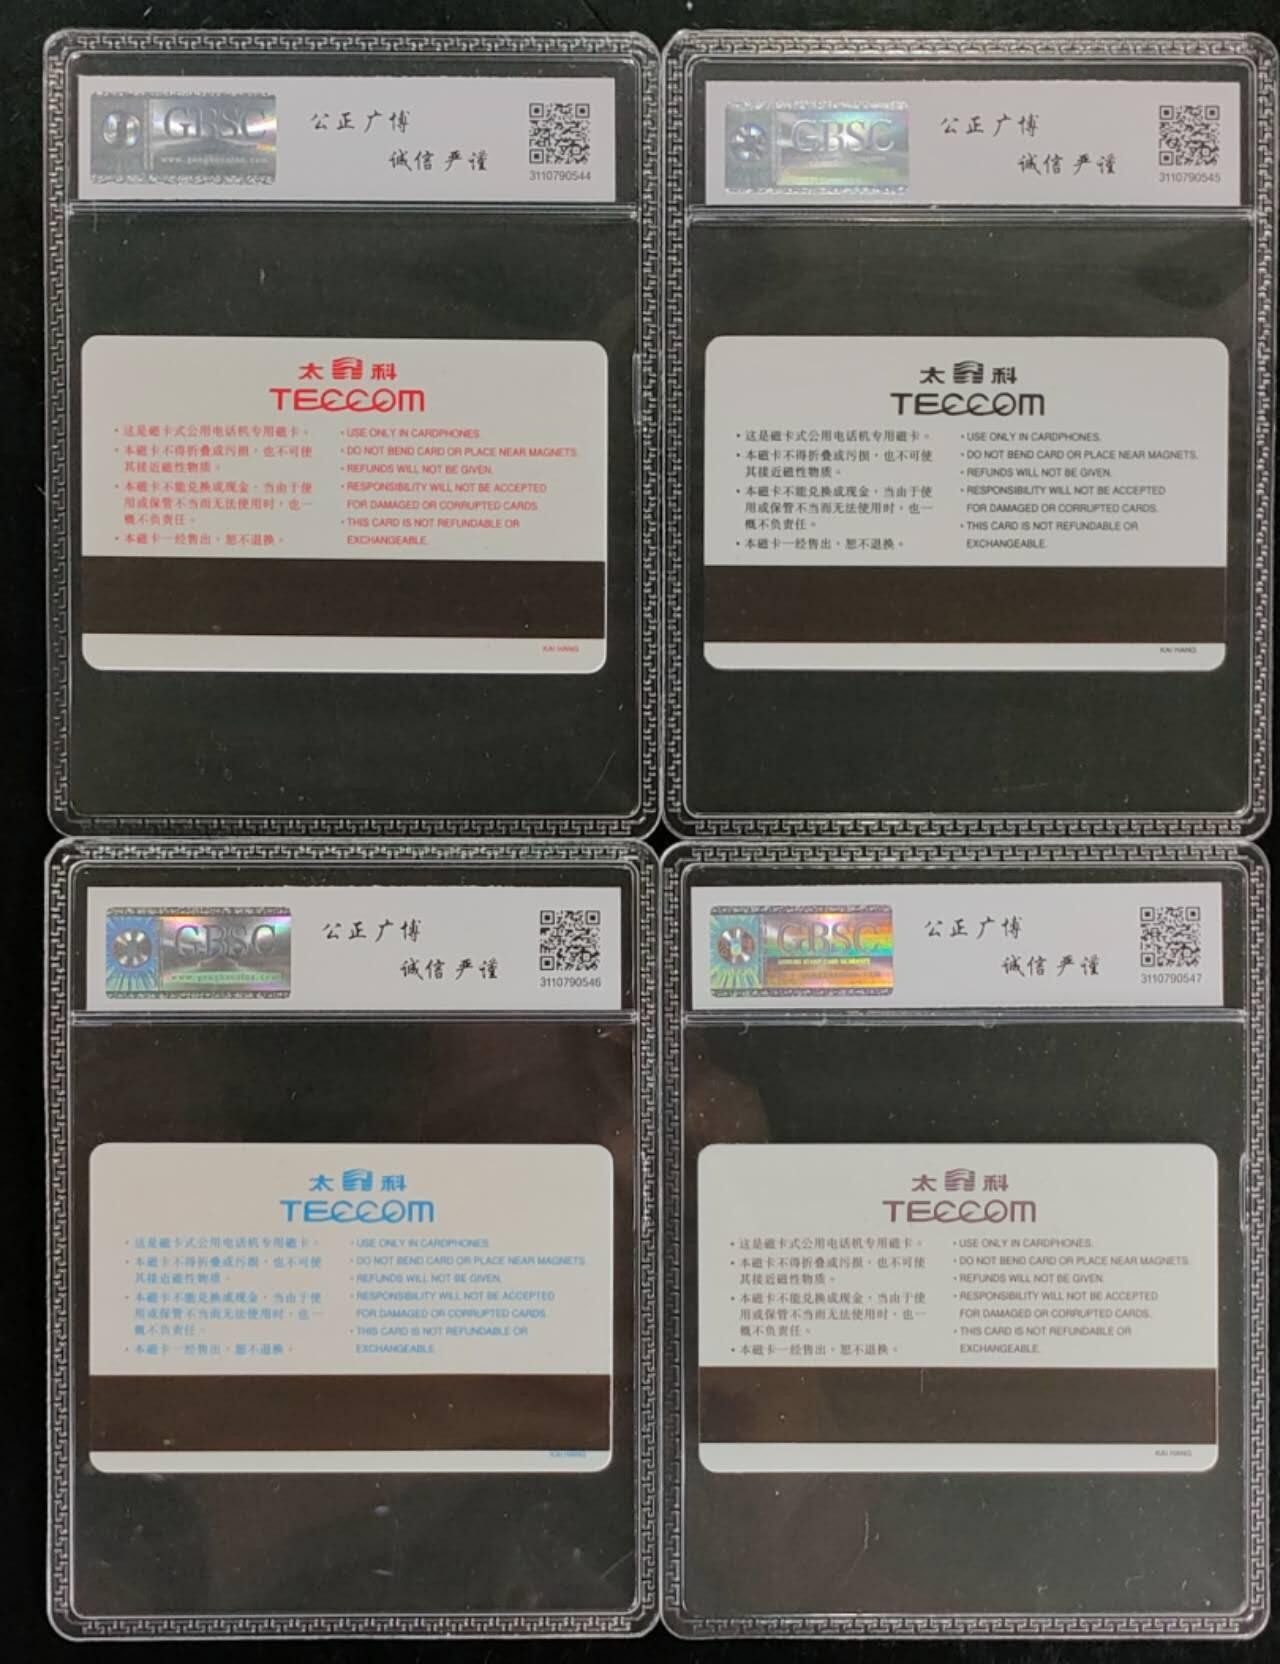 GBSC
www.gongbostac.com
公正广博
诚信严谨
3110790544
太 科
TECCOM
• 这是磁卡式公用电话机专用磁卡。
• 本磁卡不得折叠或污损，也不可使
其接近磁性物质。
• 本磁卡不能兑换成现金，当由于使
用或保管不当而无法使用时，也一
概不负责任。
• 本磁卡一经售出，恕不退换。
• USE ONLY IN CARDPHONES.
• DO NOT BEND CARD OR PLACE NEAR MAGNETS.
• REFUNDS WILL NOT BE GIVEN.
• RESPONSIBILITY WILL NOT BE ACCEPTED
FOR DAMAGED OR CORRUPTED CARDS.
• THIS CARD IS NOT REFUNDABLE OR
EXCHANGEABLE.
KAI HANG
GBSC
公正广博
诚信严谨
3110790545
太 科
TECCOM
• 这是磁卡式公用电话机专用磁卡。
• 本磁卡不得折叠或污损，也不可使
其接近磁性物质。
• 本磁卡不能兑换成现金，当由于使
用或保管不当而无法使用时，也一
概不负责任。
• 本磁卡一经售出，恕不退换。
• USE ONLY IN CARDPHONES.
• DO NOT BEND CARD OR PLACE NEAR MAGNETS.
• REFUNDS WILL NOT BE GIVEN.
• RESPONSIBILITY WILL NOT BE ACCEPTED
FOR DAMAGED OR CORRUPTED CARDS.
• THIS CARD IS NOT REFUNDABLE OR
EXCHANGEABLE.
KAI HANG
GBSC
公正广博
诚信严谨
3110790546
太 科
TECCOM
• 这是磁卡式公用电话机专用磁卡。
• 本磁卡不得折叠或污损，也不可使
其接近磁性物质。
• 本磁卡不能兑换成现金，当由于使
用或保管不当而无法使用时，也一
概不负责任。
• 本磁卡一经售出，恕不退换。
• USE ONLY IN CARDPHONES.
• DO NOT BEND CARD OR PLACE NEAR MAGNETS.
• REFUNDS WILL NOT BE GIVEN.
• RESPONSIBILITY WILL NOT BE ACCEPTED
FOR DAMAGED OR CORRUPTED CARDS.
• THIS CARD IS NOT REFUNDABLE OR
EXCHANGEABLE.
KAI HANG
GBSC
公正广博
诚信严谨
3110790547
太 科
TECCOM
• 这是磁卡式公用电话机专用磁卡。
• 本磁卡不得折叠或污损，也不可使
其接近磁性物质。
• 本磁卡不能兑换成现金，当由于使
用或保管不当而无法使用时，也一
概不负责任。
• 本磁卡一经售出，恕不退换。
• USE ONLY IN CARDPHONES.
• DO NOT BEND CARD OR PLACE NEAR MAGNETS.
• REFUNDS WILL NOT BE GIVEN.
• RESPONSIBILITY WILL NOT BE ACCEPTED
FOR DAMAGED OR CORRUPTED CARDS.
• THIS CARD IS NOT REFUNDABLE OR
EXCHANGEABLE.
KAI HANG